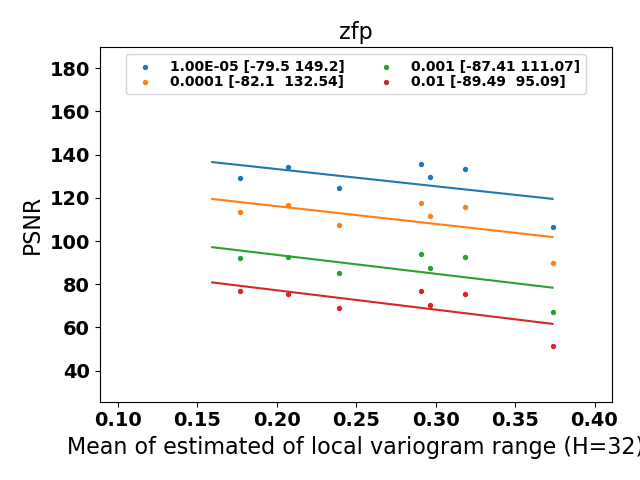 zfp
1.00E-05 [-79.5 149.2]
0.0001 [-82.1  132.54]
0.001 [-87.41 111.07]
0.01 [-89.49  95.09]
PSNR
180
160
140
120
100
80
60
40
0.10 0.15 0.20 0.25 0.30 0.35 0.40
Mean of estimated of local variogram range (H=32)